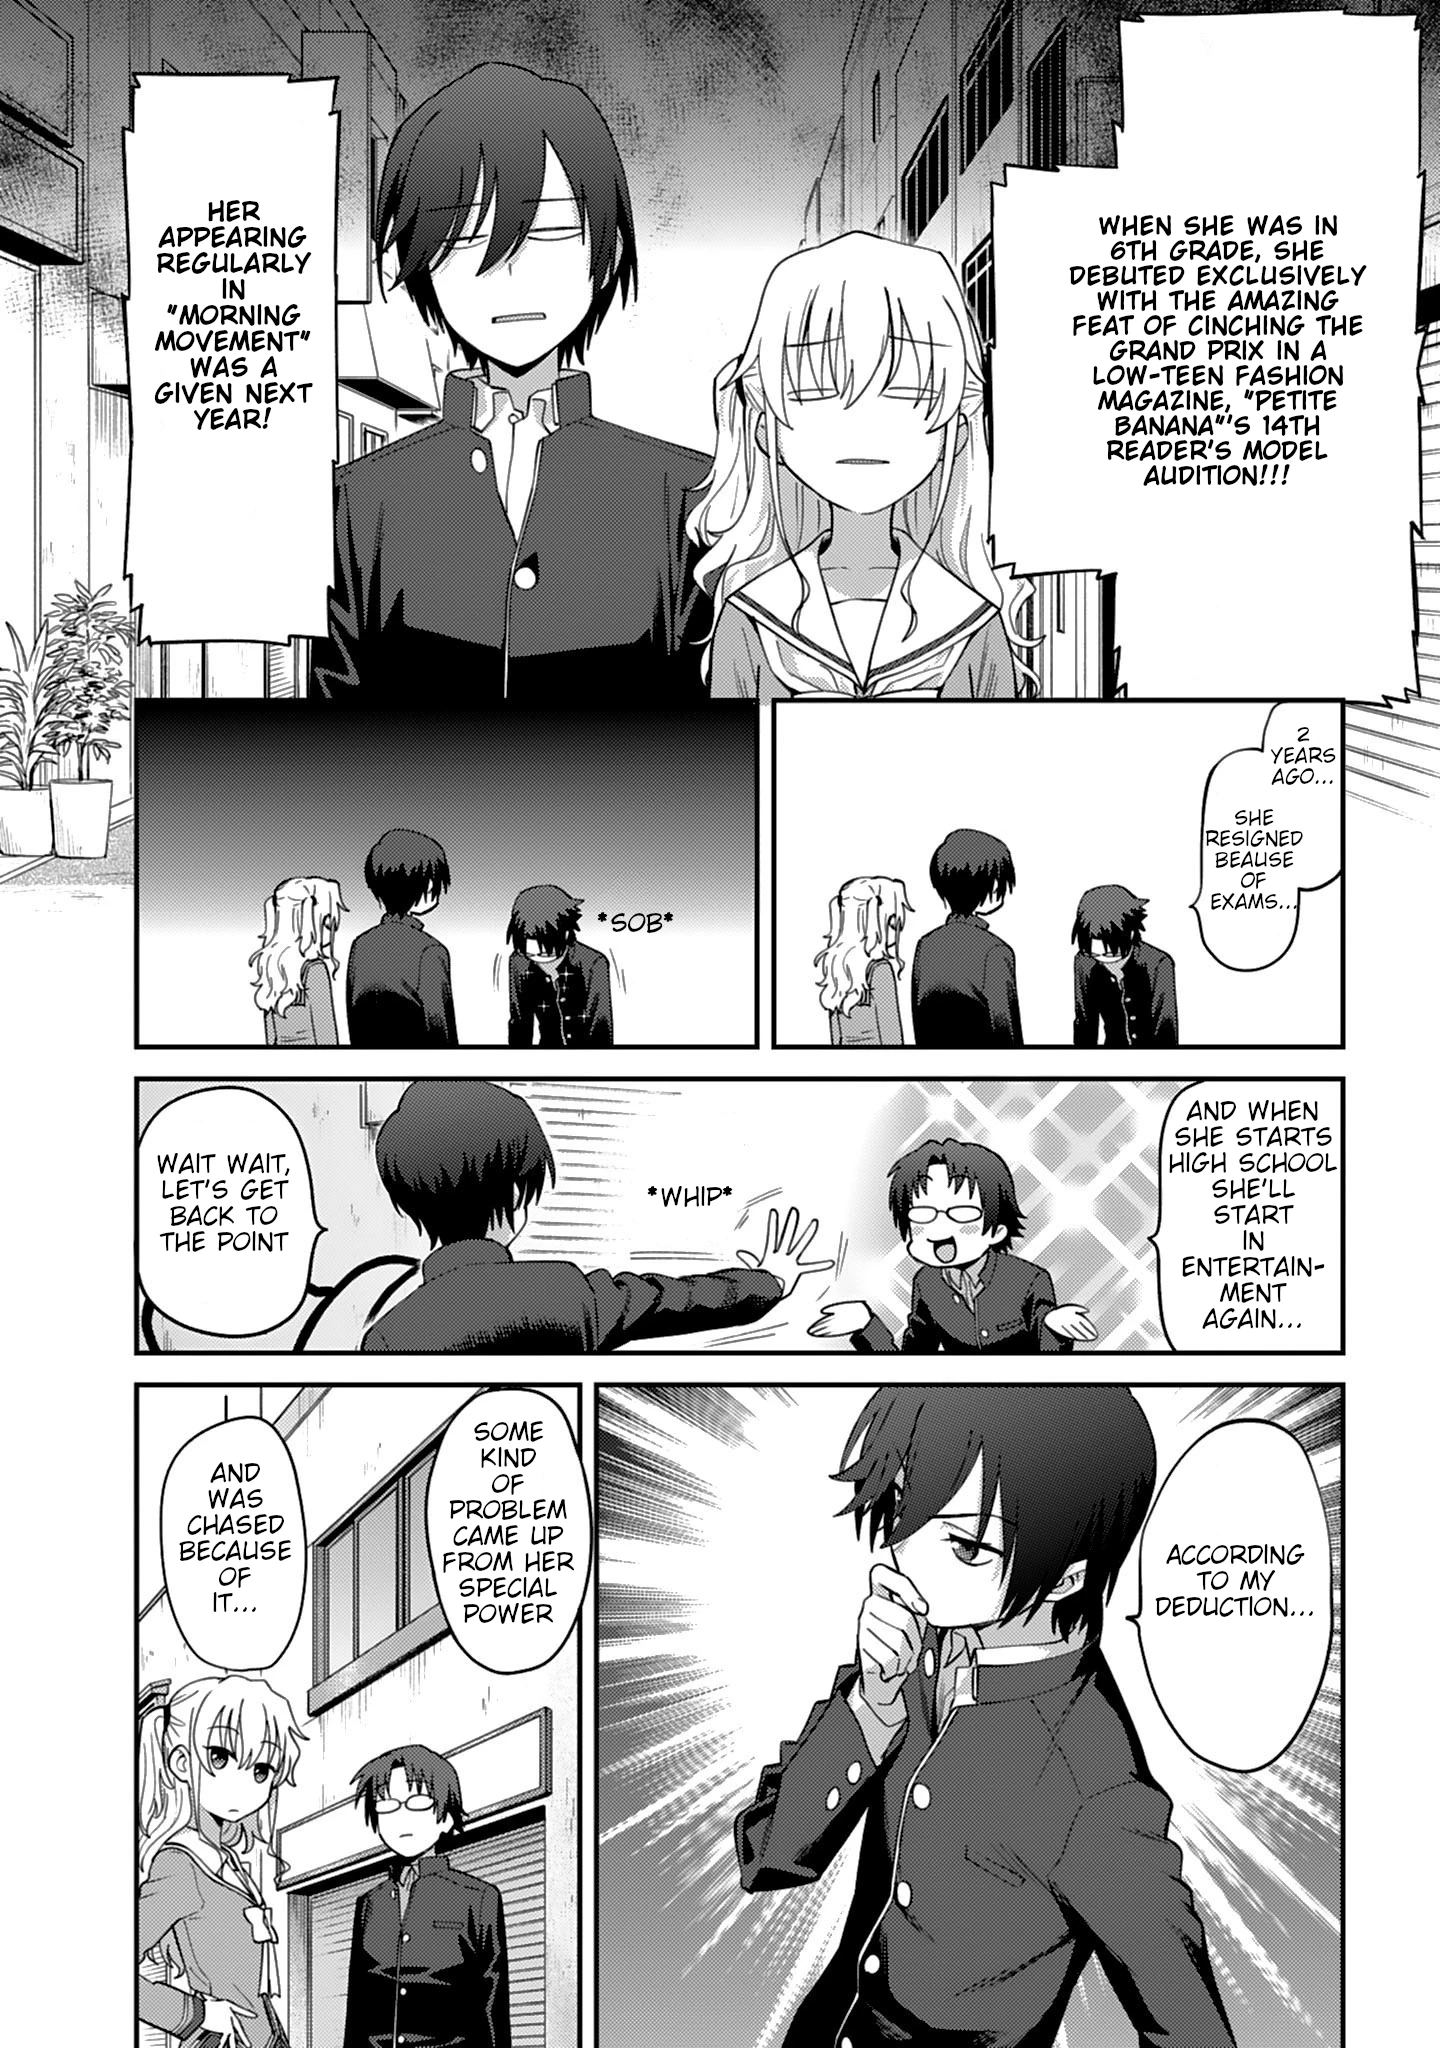 WHEN SHE WAS IN
6TH GRADE, SHE
DEBUTED EXCLUSIVELY
WITH THE AMAZING
FEAT OF CINCHING THE
GRAND PRIX IN A
LOW-TEEN FASHION
MAGAZINE, "PETITE
BANANA"'S 14TH
READER'S MODEL
AUDITION!!!
HER
APPEARING
REGULARLY
IN
"MORNING
MOVEMENT"
WAS A
GIVEN NEXT
YEAR!
2
YEARS
AGO...
SHE
RESIGNED
BEAUSE
OF
EXAMS...
*SOB*
AND WHEN
SHE STARTS
HIGH SCHOOL
SHE'LL
START
IN
ENTERTAIN-
MENT
AGAIN...
*WHIP*
WAIT WAIT,
LET'S GET
BACK TO
THE POINT
ACCORDING
TO MY
DEDUCTION...
SOME
KIND
OF
PROBLEM
CAME UP
FROM HER
SPECIAL
POWER
AND
WAS
CHASED
BECAUSE
OF
IT...